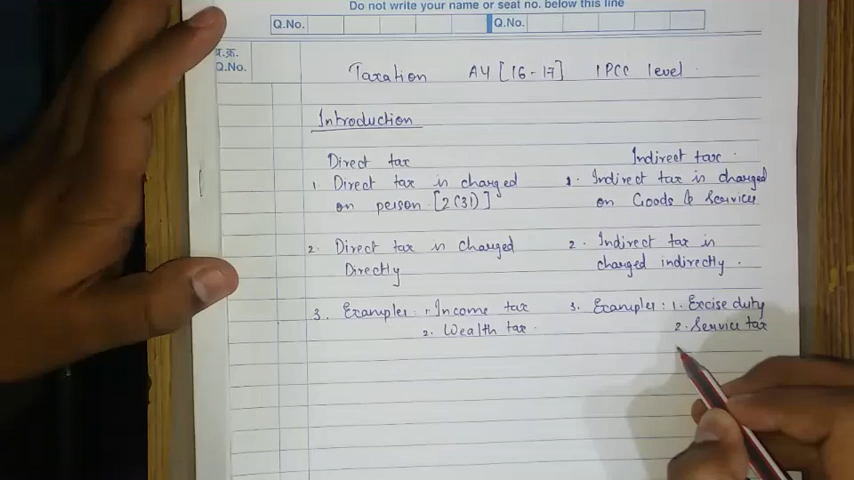 Do not write your name or seat no. below this line
Q.No. Q.No.
प्र.क्र.
Q.No.
Taxation AY [16-17] IPCC level
Introduction
Direct tax
1. Direct tax is charged
on person [2(31)]
2. Direct tax is charged
Directly
3. Examples: 1. Income tax
2. Wealth tax.
Indirect tax.
1. Indirect tax is charged
on Goods & Services
2. Indirect tax is
charged indirectly.
3. Examples: 1. Excise duty
2. Service tax